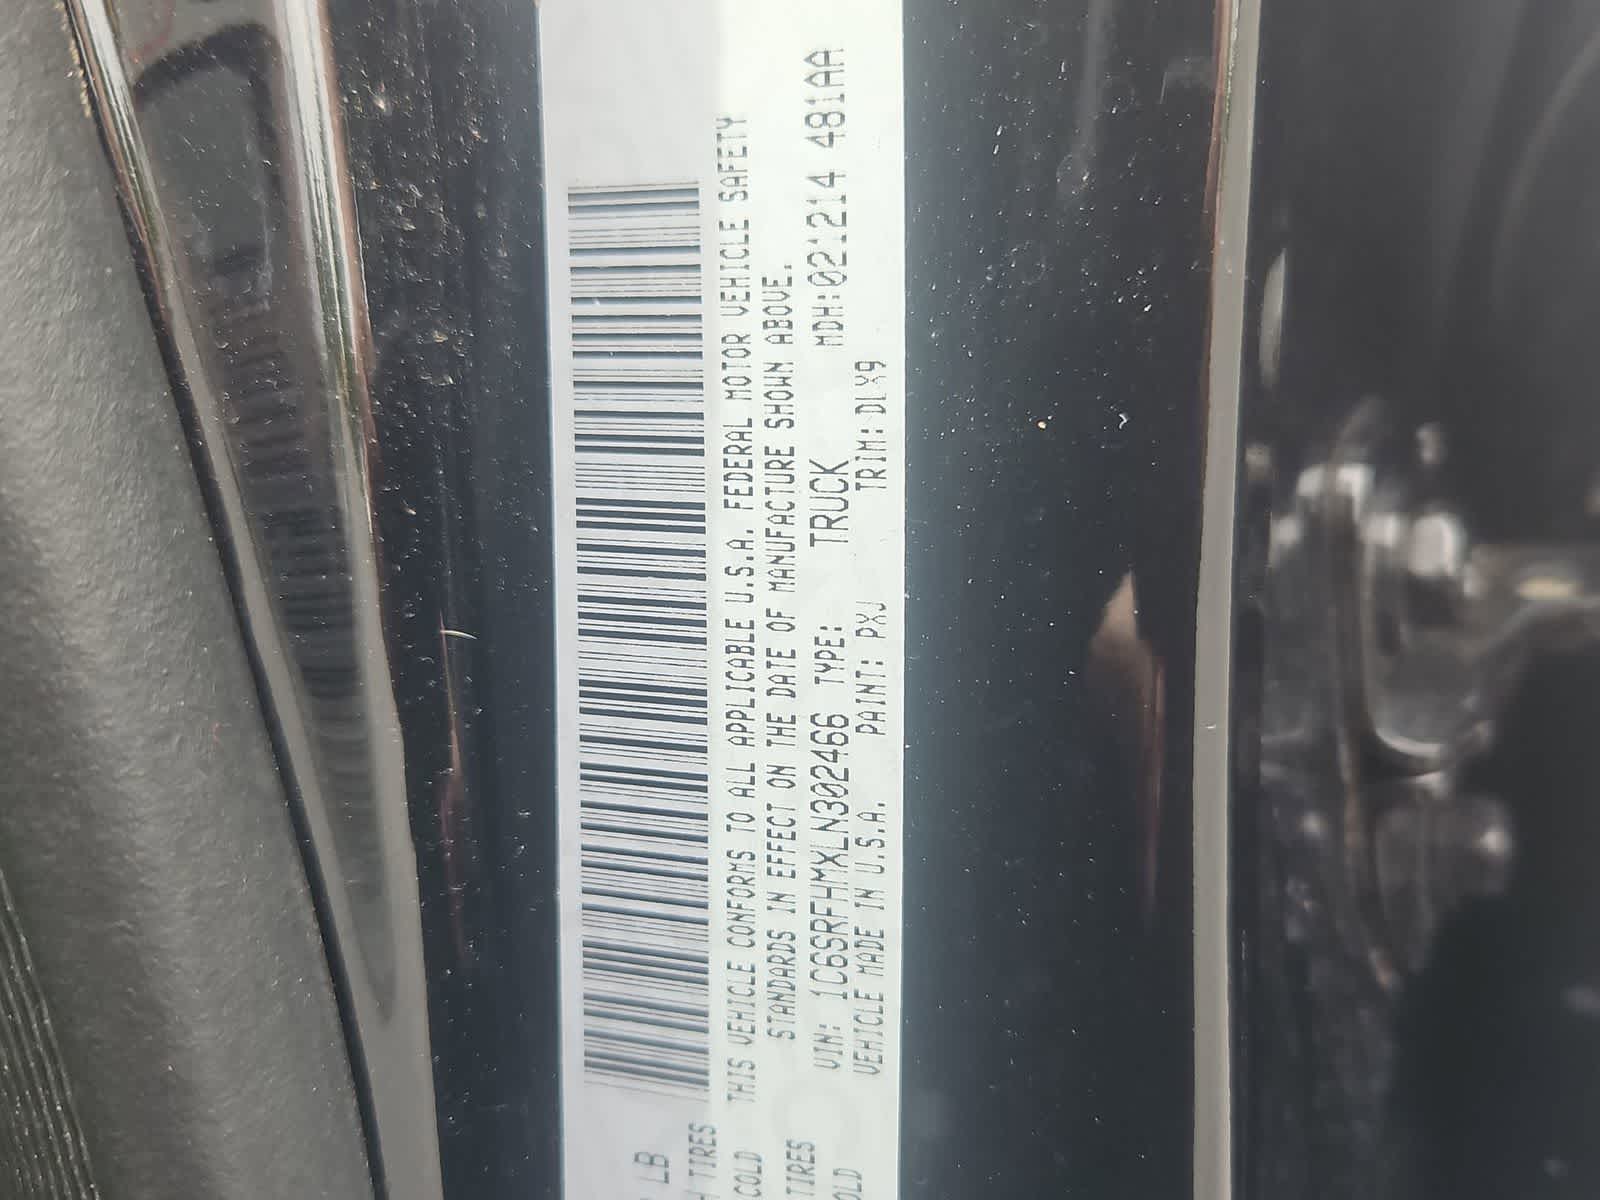 THIS VEHICLE CONFORMS TO ALL APPLICABLE U.S.A. FEDERAL MOTOR VEHICLE SAFETY
STANDARDS IN EFFECT ON THE DATE OF MANUFACTURE SHOWN ABOVE.
VIN: 1C6SRFHMXLN302466 TYPE: TRUCK MDH:021214 481AA
VEHICLE MADE IN U.S.A. PAINT: PXJ TRIM:DLX9
LB
TIRES
COLD
TIRES